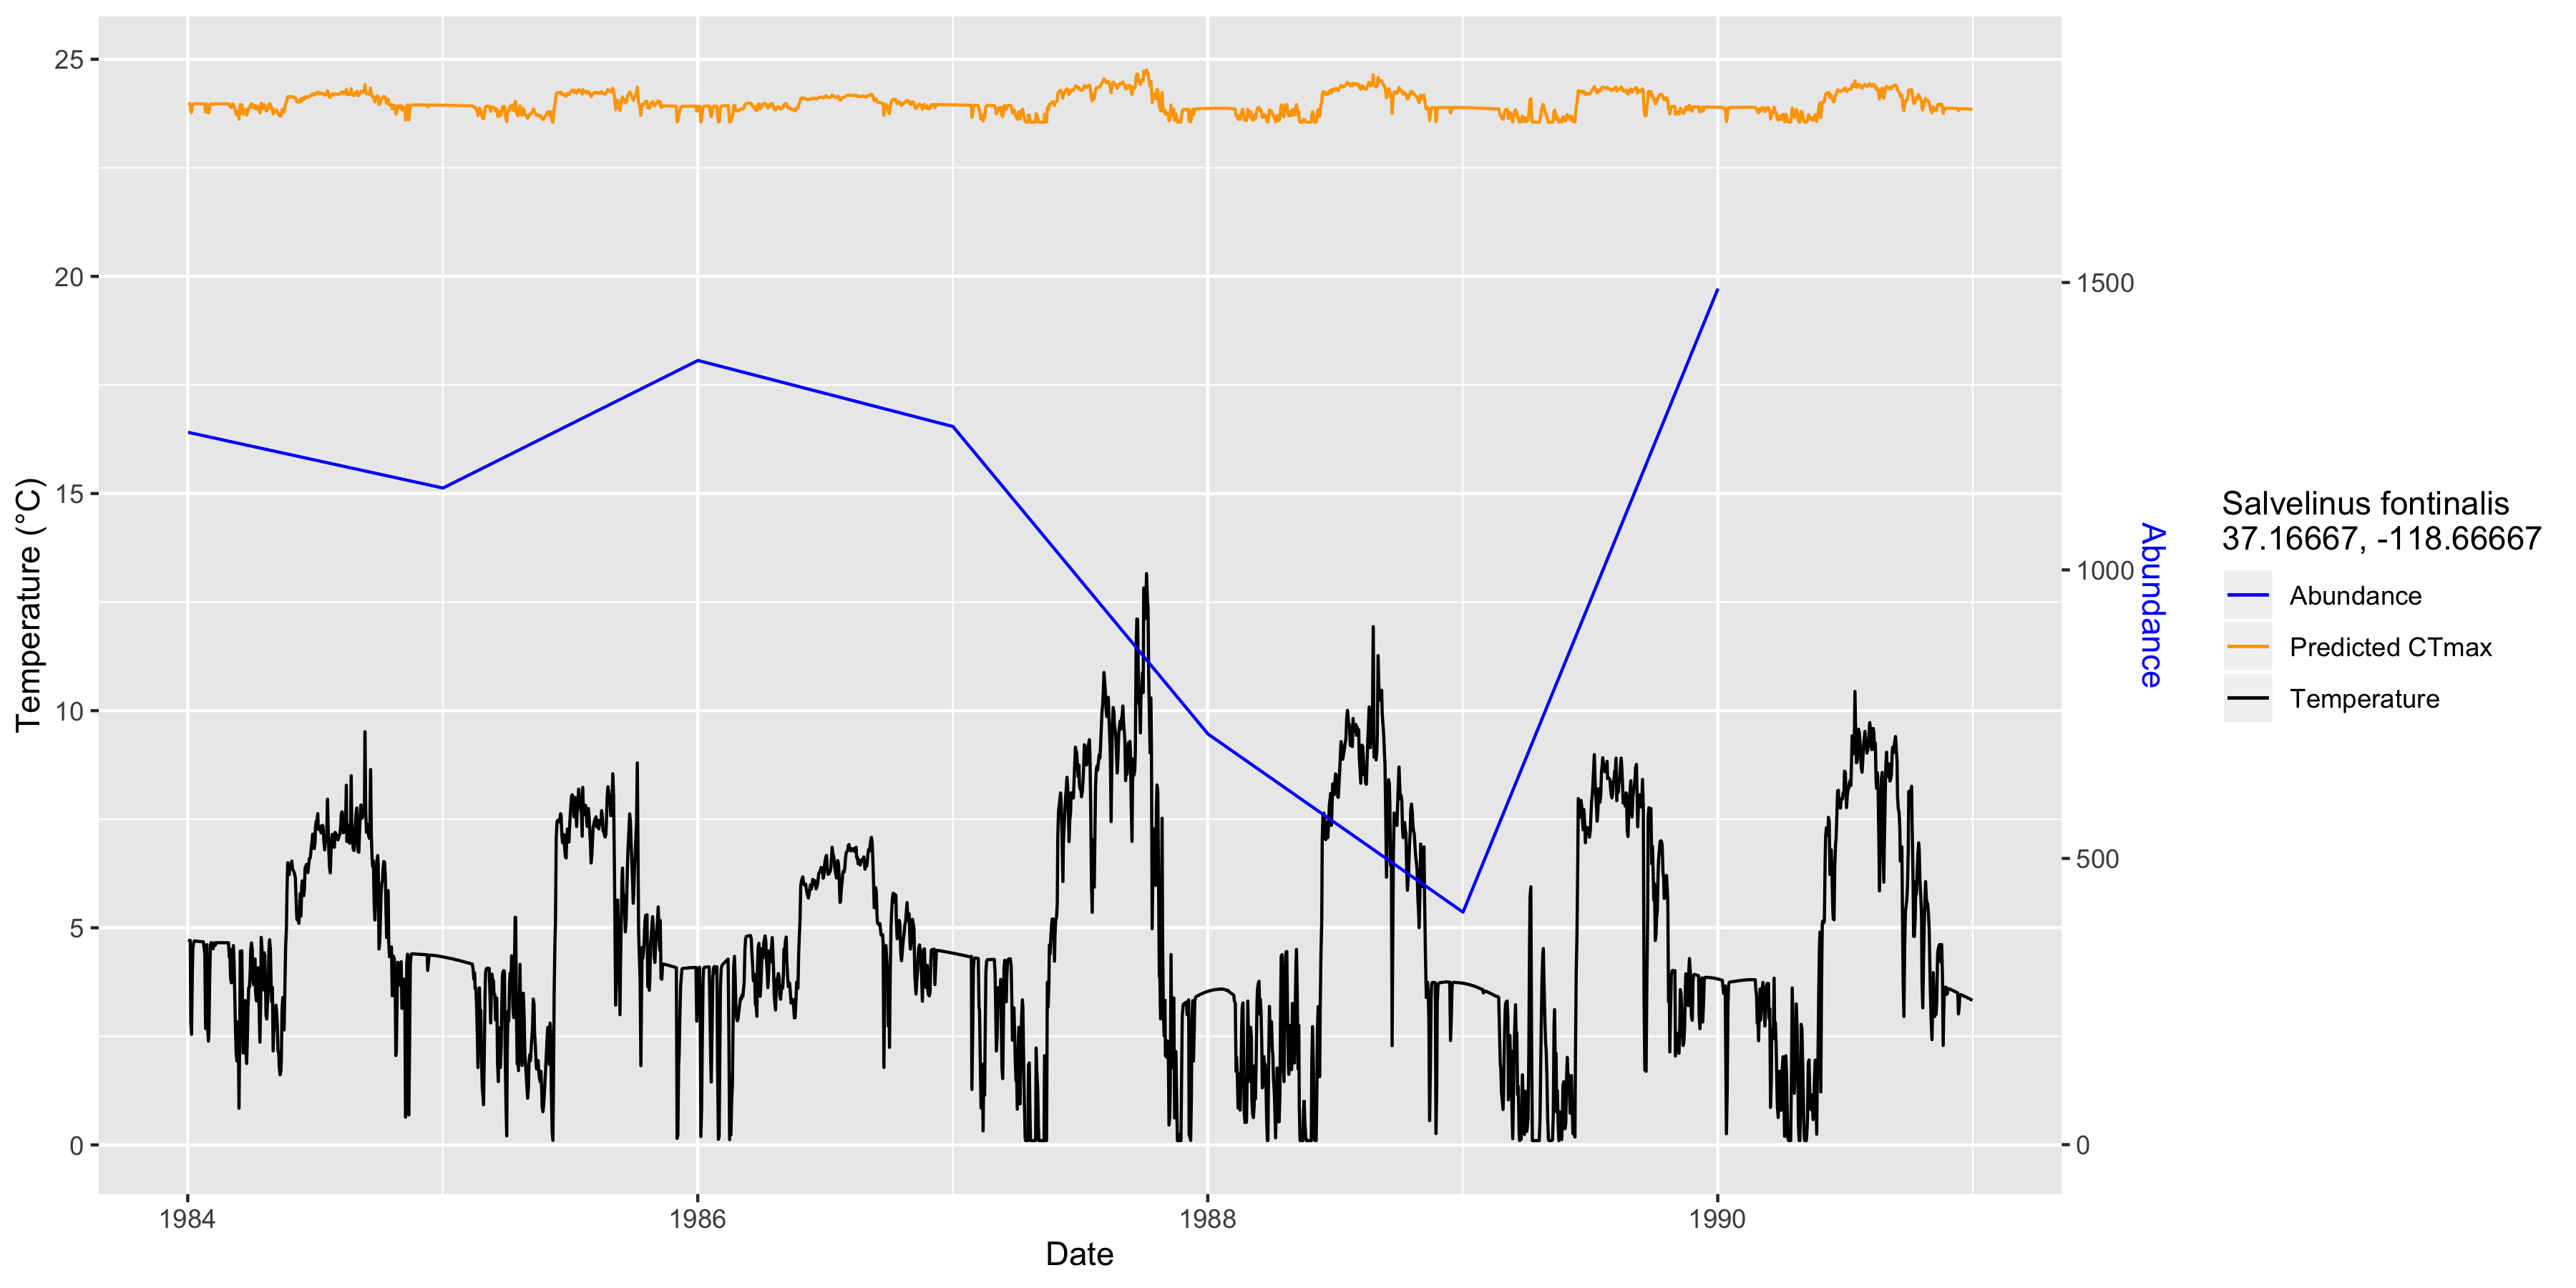 25
20
15
10
5
0
Temperature (°C)
1984
1986
1988
1990
Date
1500
1000
500
0
Abundance
Salvelinus fontinalis
37.16667, -118.66667
Abundance
Predicted CTmax
Temperature